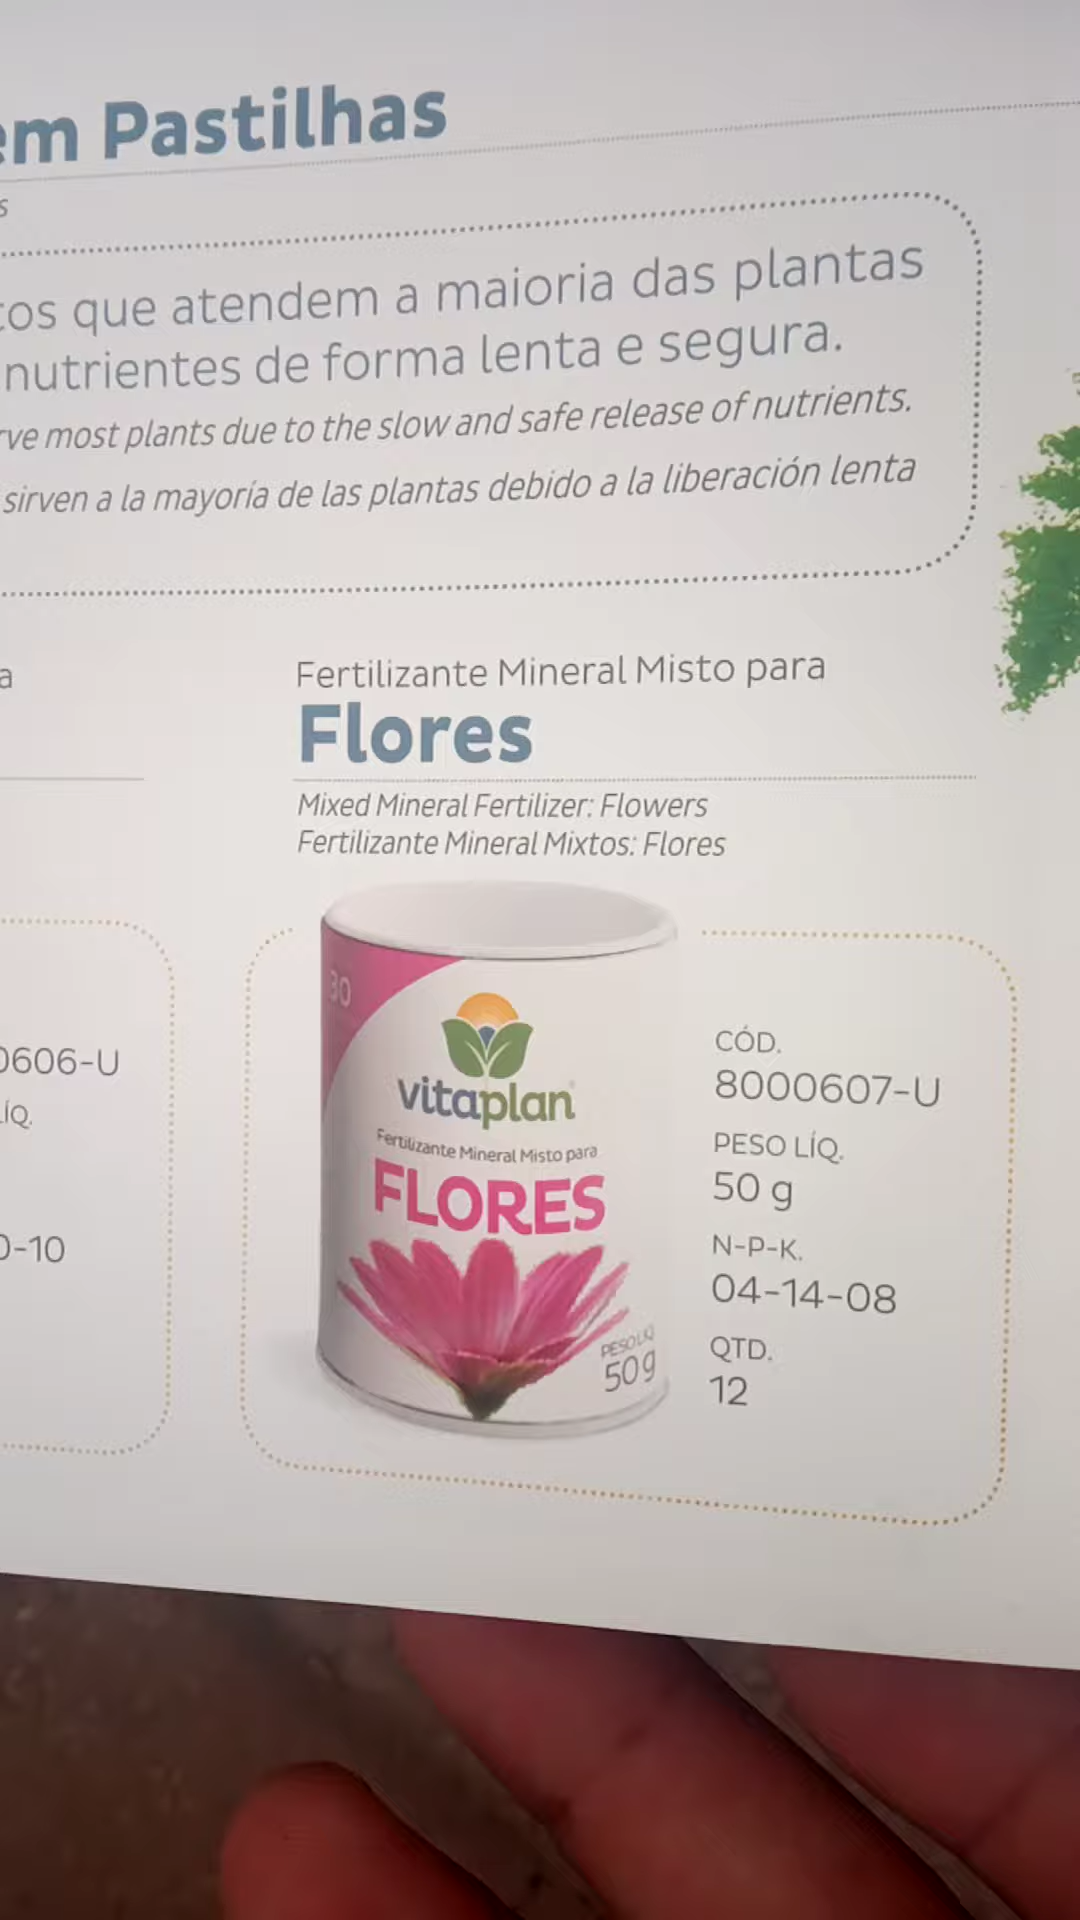 em Pastilhas
s
que atendem a maioria das plantas
nutrientes de forma lenta e segura.
most plants due to the slow and safe release of nutrients.
sirven a la mayoría de las plantas debido a la liberación lenta
a
Fertilizante Mineral Misto para
Flores
Mixed Mineral Fertilizer: Flowers
Fertilizante Mineral Mixtos: Flores
30
vitaplan
Fertilizante Mineral Misto para
FLORES
PESO LÍQ
50g
0606-U
ÍQ.
0-10
CÓD.
8000607-U
PESO LÍQ.
50 g
N-P-K.
04-14-08
QTD.
12